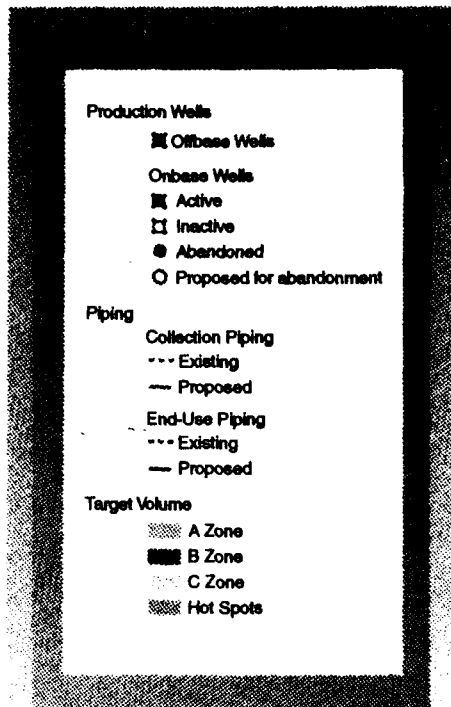 Production Wells
Offbase Wells
Onbase Wells
Active
Inactive
Abandoned
Proposed for abandonment
Piping
Collection Piping
Existing
Proposed
End-Use Piping
Existing
Proposed
Target Volume
A Zone
B Zone
C Zone
Hot Spots